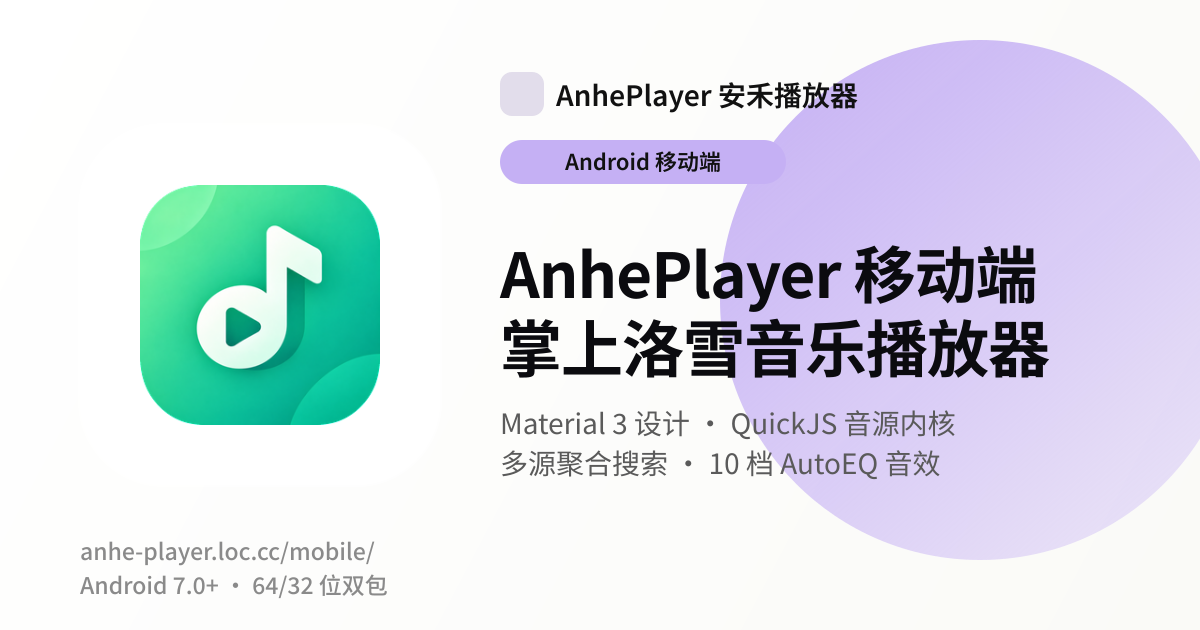 AnhePlayer 安禾播放器
Android 移动端
AnhePlayer 移动端
掌上洛雪音乐播放器
Material 3 设计 · QuickJS 音源内核
多源聚合搜索 · 10 档 AutoEQ 音效
anhe-player.loc.cc/mobile/
Android 7.0+ · 64/32 位双包